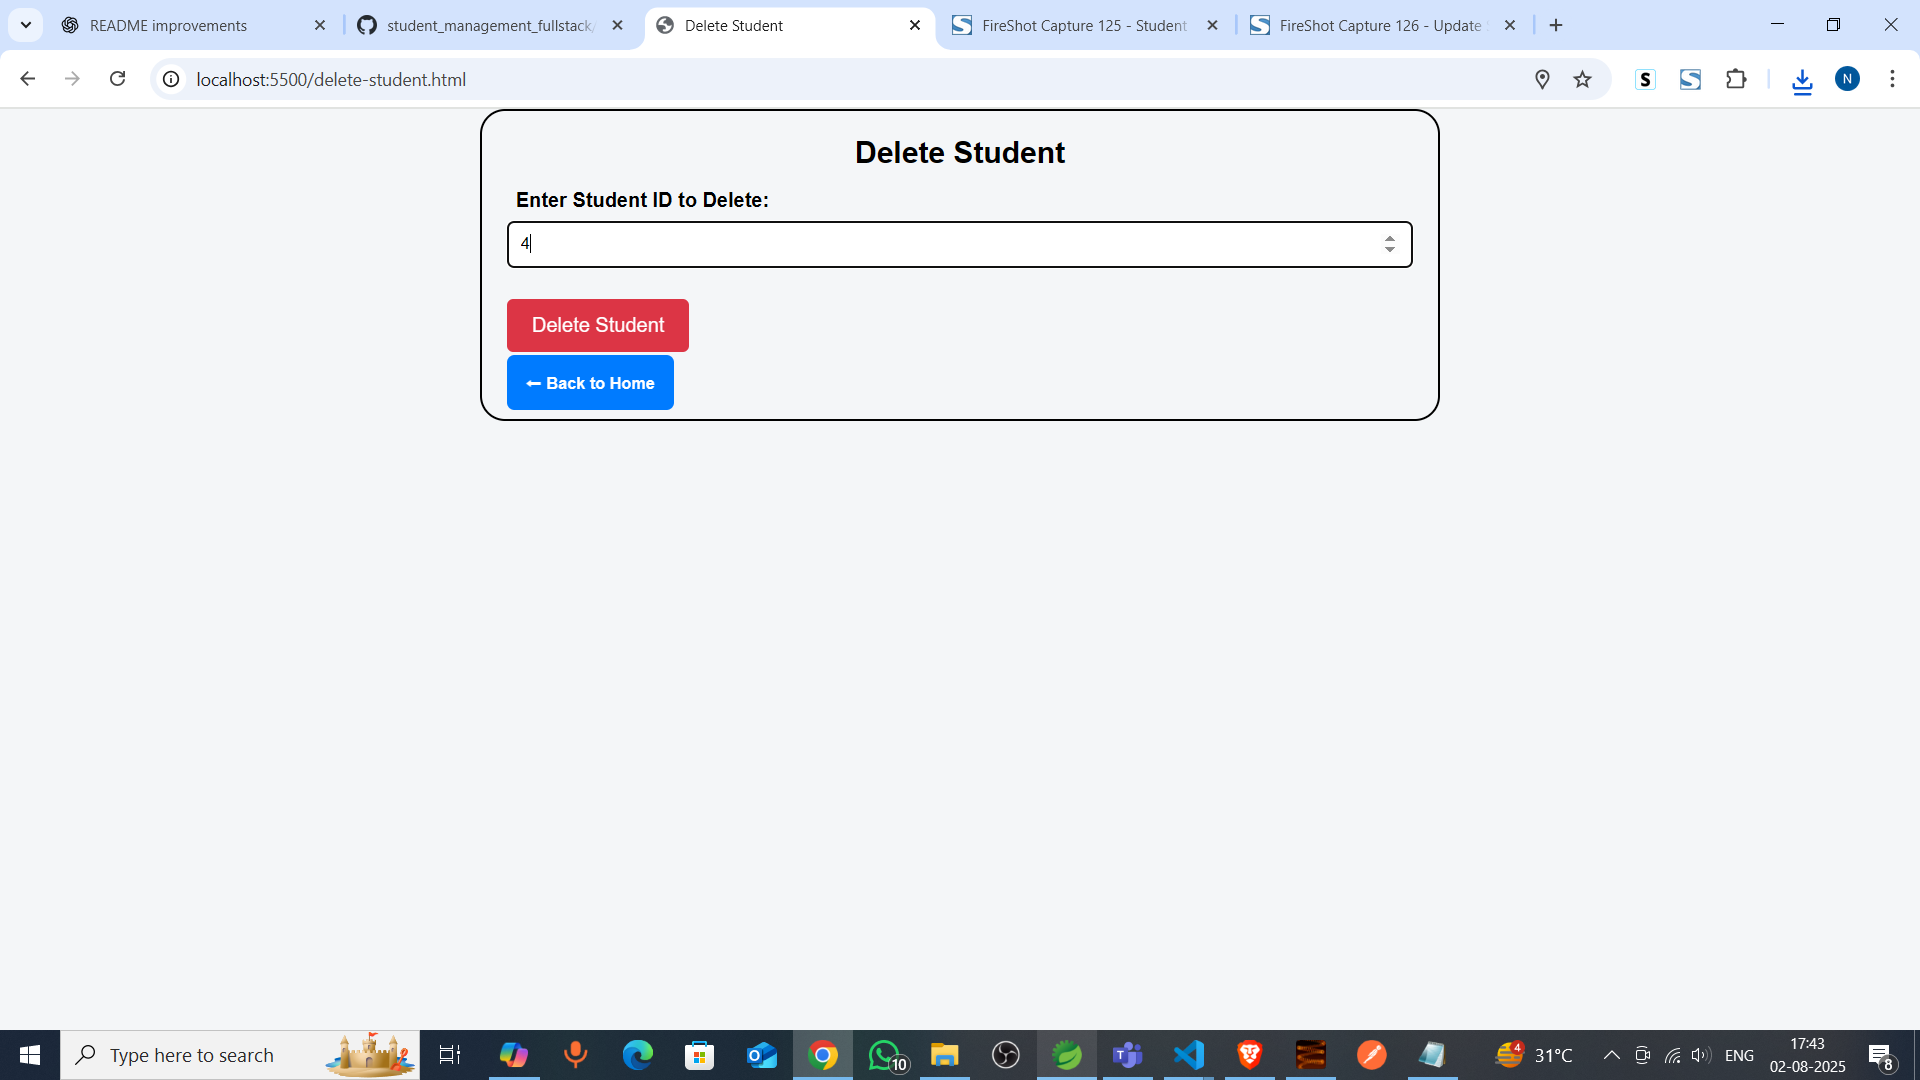 README improvements
student_management_fullstack/
Delete Student
FireShot Capture 125 - Student
FireShot Capture 126 - Update
localhost:5500/delete-student.html
S
S
N
Delete Student
Enter Student ID to Delete:
4
Delete Student
← Back to Home
Type here to search
10
4
31°C
ENG
17:43
02-08-2025
8